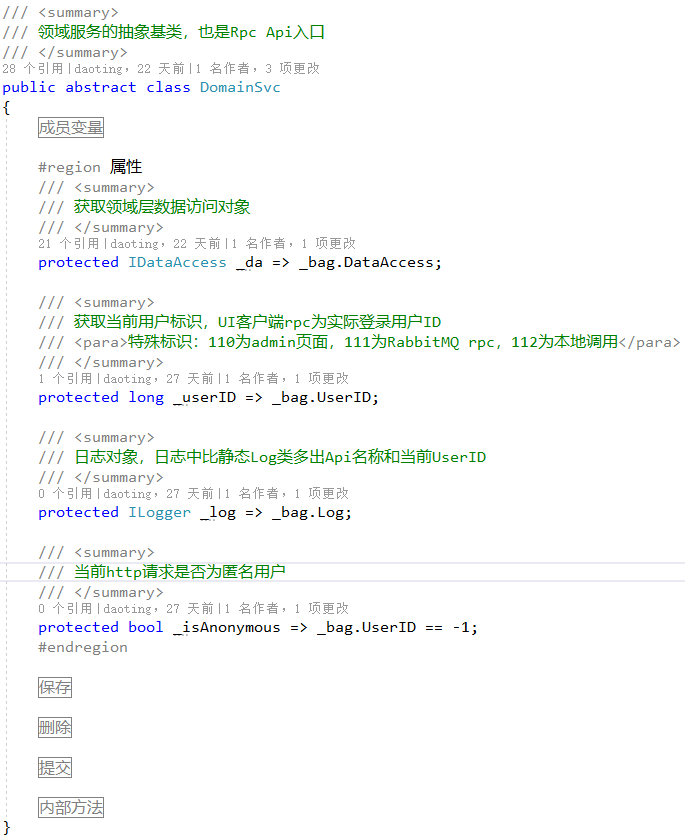 /// <summary>
/// 领域服务的抽象基类，也是Rpc Api入口
/// </summary>
28 个引用|daoting，22 天前|1 名作者，3 项更改
public abstract class DomainSvc
{
成员变量
#region 属性
/// <summary>
/// 获取领域层数据访问对象
/// </summary>
21 个引用|daoting，22 天前|1 名作者，1 项更改
protected IDataAccess _da => _bag.DataAccess;
/// <summary>
/// 获取当前用户标识，UI客户端rpc为实际登录用户ID
/// <para>特殊标识：110为admin页面，111为RabbitMQ rpc，112为本地调用</para>
/// </summary>
1 个引用|daoting，27 天前|1 名作者，1 项更改
protected long _userID => _bag.UserID;
/// <summary>
/// 日志对象，日志中比静态Log类多出Api名称和当前UserID
/// </summary>
0 个引用|daoting，27 天前|1 名作者，1 项更改
protected ILogger _log => _bag.Log;
/// <summary>
/// 当前http请求是否为匿名用户
/// </summary>
0 个引用|daoting，27 天前|1 名作者，1 项更改
protected bool _isAnonymous => _bag.UserID == -1;
#endregion
保存
删除
提交
内部方法
}